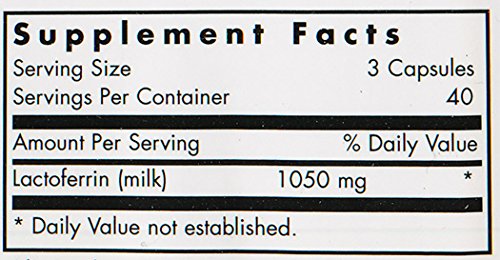 Supplement Facts
Serving Size 3 Capsules
Servings Per Container 40
Amount Per Serving % Daily Value
Lactoferrin (milk) 1050 mg *
* Daily Value not established.